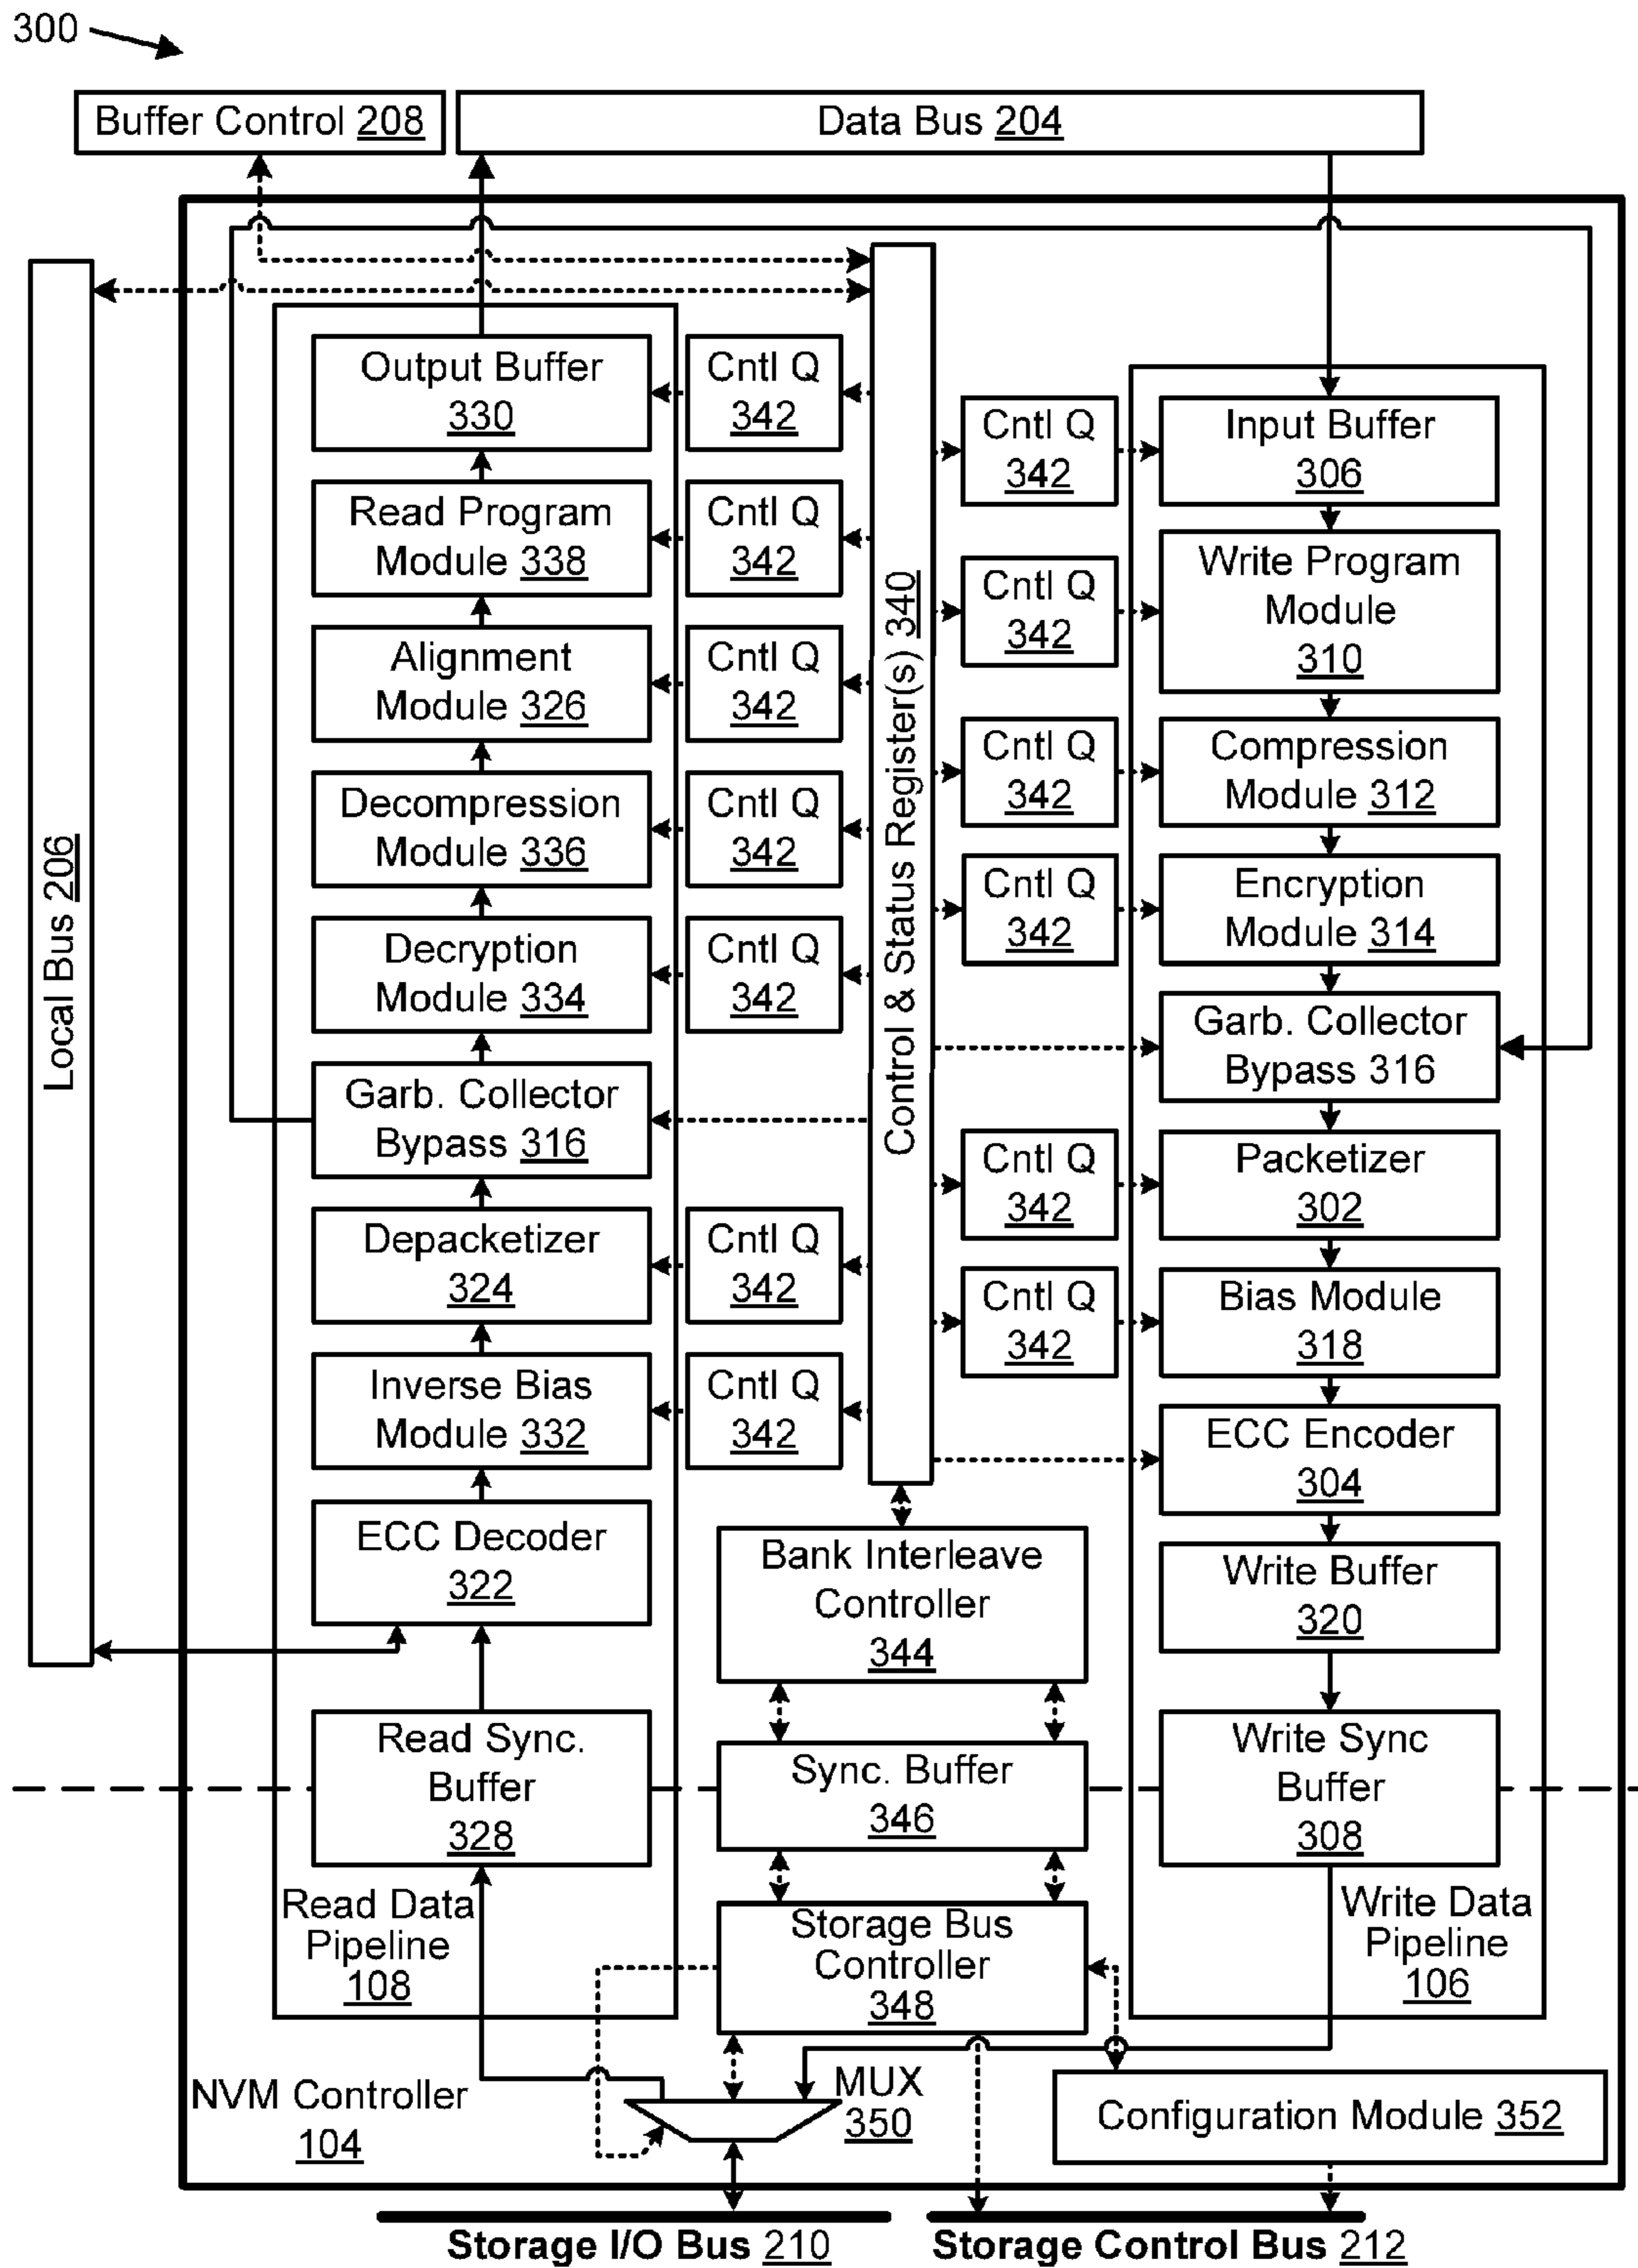 300
Buffer Control 208
Data Bus 204
Local Bus 206
Output Buffer
330
Read Program
Module 338
Alignment
Module 326
Decompression
Module 336
Decryption
Module 334
Garb. Collector
Bypass 316
Depacketizer
324
Inverse Bias
Module 332
ECC Decoder
322
Read Sync.
Buffer
328
Read Data
Pipeline
108
Cntl Q
342
Cntl Q
342
Cntl Q
342
Cntl Q
342
Cntl Q
342
Cntl Q
342
Cntl Q
342
Control & Status Register(s) 340
Cntl Q
342
Cntl Q
342
Cntl Q
342
Cntl Q
342
Cntl Q
342
Cntl Q
342
Bank Interleave
Controller
344
Sync. Buffer
346
Storage Bus
Controller
348
Input Buffer
306
Write Program
Module
310
Compression
Module 312
Encryption
Module 314
Garb. Collector
Bypass 316
Packetizer
302
Bias Module
318
ECC Encoder
304
Write Buffer
320
Write Sync
Buffer
308
Write Data
Pipeline
106
NVM Controller
104
MUX
350
Configuration Module 352
Storage I/O Bus 210
Storage Control Bus 212